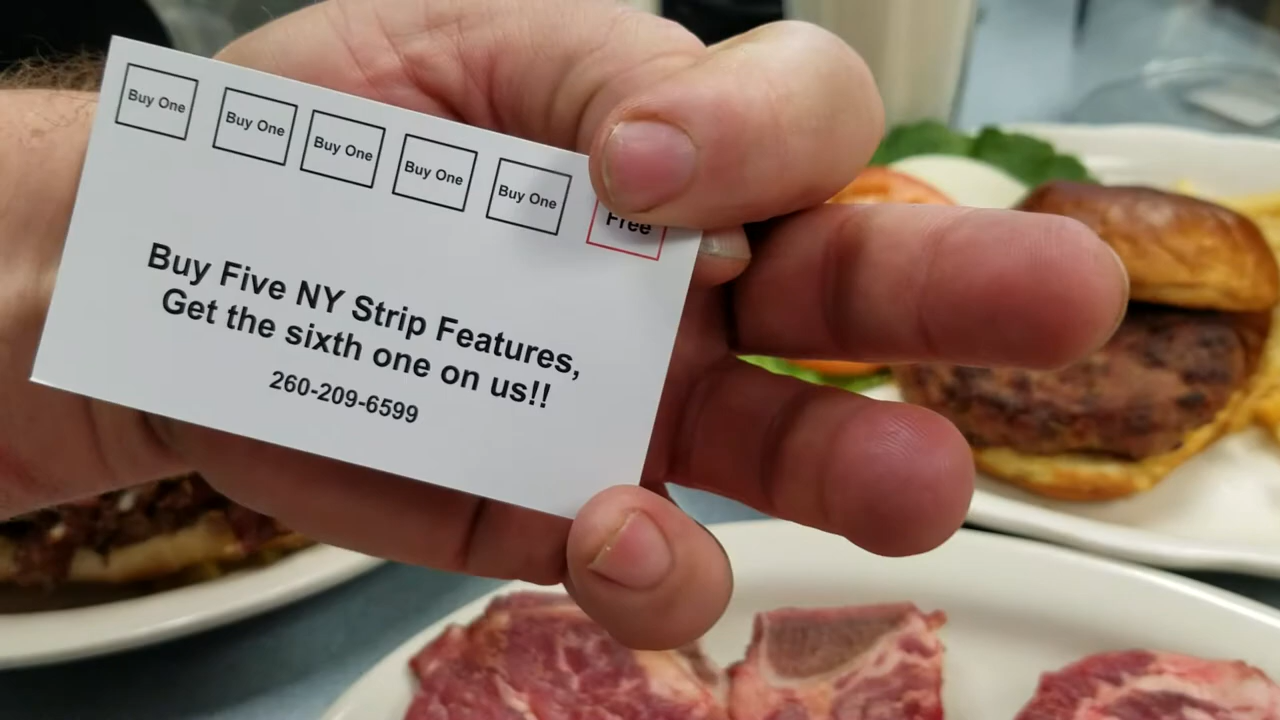 Buy One Buy One Buy One Buy One Buy One Free
Buy Five NY Strip Features,
Get the sixth one on us!!
260-209-6599